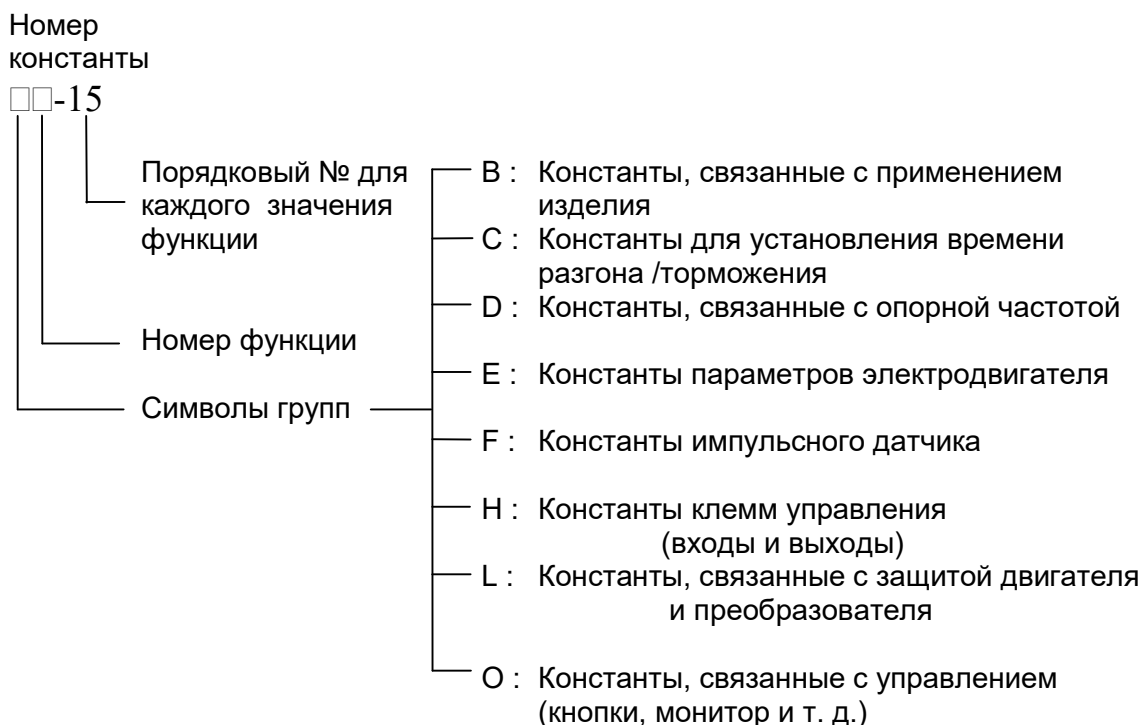 Номер
константы
□□-15
Порядковый № для
каждого значения
функции
Номер функции
Символы групп
B : Константы, связанные с применением
изделия
C : Константы для установления времени
разгона /торможения
D : Константы, связанные с опорной частотой
E : Константы параметров электродвигателя
F : Константы импульсного датчика
H : Константы клемм управления
(входы и выходы)
L : Константы, связанные с защитой двигателя
и преобразователя
O : Константы, связанные с управлением
(кнопки, монитор и т. д.)